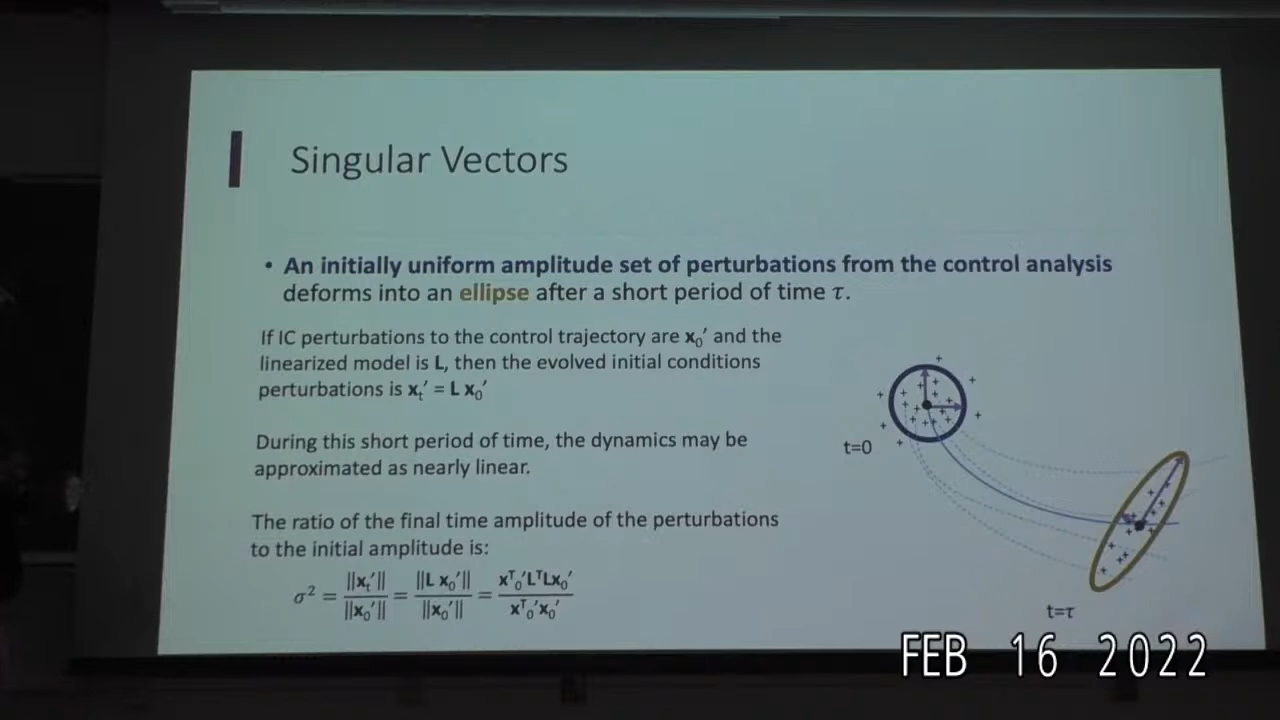 Singular Vectors
• An initially uniform amplitude set of perturbations from the control analysis
deforms into an ellipse after a short period of time τ.
If IC perturbations to the control trajectory are x₀′ and the
linearized model is L, then the evolved initial conditions
perturbations is xₜ′ = L x₀′
During this short period of time, the dynamics may be
approximated as nearly linear.
The ratio of the final time amplitude of the perturbations
to the initial amplitude is:
σ² = ||xₜ′|| / ||x₀′|| = ||L x₀′|| / ||x₀′|| = xᵀ₀′LᵀLx₀′ / xᵀ₀′x₀′
t=0
t=τ
FEB 16 2022